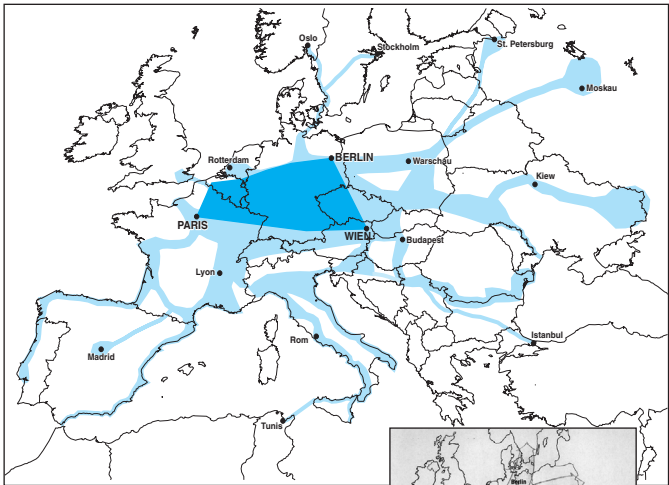 Oslo
Stockholm
St. Petersburg
Moskau
Rotterdam
BERLIN
Warschau
Kiew
PARIS
WIEN
Budapest
Lyon
Rom
Istanbul
Madrid
Tunis
Berlin